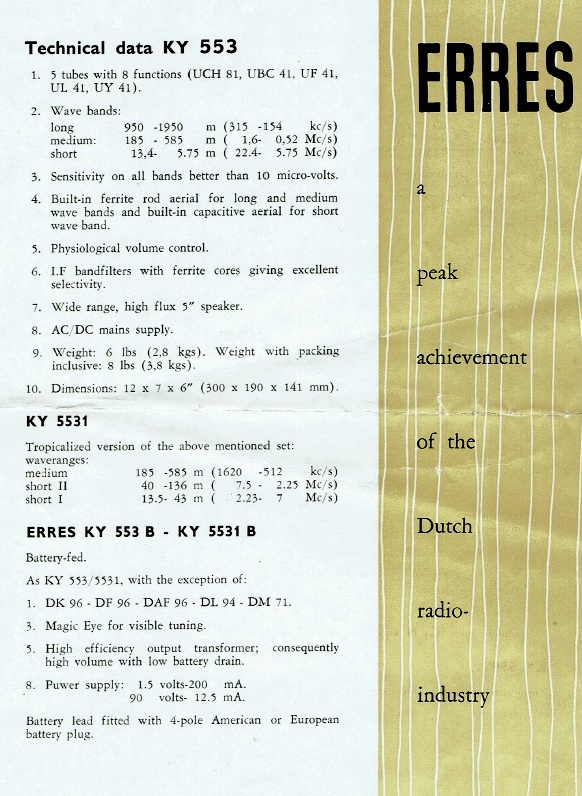 Technical data KY 553
1. 5 tubes with 8 functions (UCH 81, UBC 41, UF 41,
UL 41, UY 41).
2. Wave bands:
long 950 -1950 m (315 -154 kc/s)
medium: 185 - 585 m ( 1,6- 0,52 Mc/s)
short 13,4- 5.75 m ( 22.4- 5.75 Mc/s)
3. Sensitivity on all bands better than 10 micro-volts.
4. Built-in ferrite rod aerial for long and medium
wave bands and built-in capacitive aerial for short
wave band.
5. Physiological volume control.
6. I.F bandfilters with ferrite cores giving excellent
selectivity.
7. Wide range, high flux 5″ speaker.
8. AC/DC mains supply.
9. Weight: 6 lbs (2,8 kgs). Weight with packing
inclusive: 8 lbs (3,8 kgs).
10. Dimensions: 12 x 7 x 6″ (300 x 190 x 141 mm).
KY 5531
Tropicalized version of the above mentioned set:
waveranges:
medium 185 -585 m (1620 -512 kc/s)
short II 40 -136 m ( 7.5 - 2.25 Mc/s)
short I 13.5- 43 m ( 2.23- 7 Mc/s)
ERRES KY 553 B - KY 5531 B
Battery-fed.
As KY 553/5531, with the exception of:
1. DK 96 - DF 96 - DAF 96 - DL 94 - DM 71.
3. Magic Eye for visible tuning.
5. High efficiency output transformer; consequently
high volume with low battery drain.
8. Puwer supply: 1.5 volts-200 mA.
90 volts- 12.5 mA.
Battery lead fitted with 4-pole American or European
battery plug.
ERRES
a
peak
achievement
of the
Dutch
radio-
industry